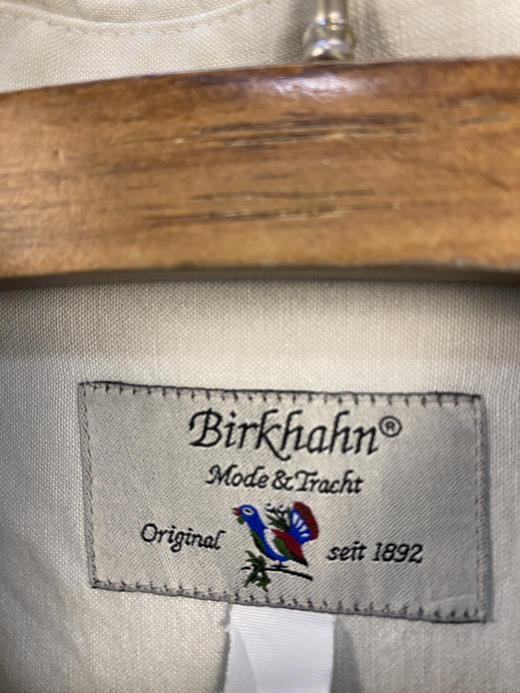 Birkhahn®
Mode & Tracht
Original seit 1892